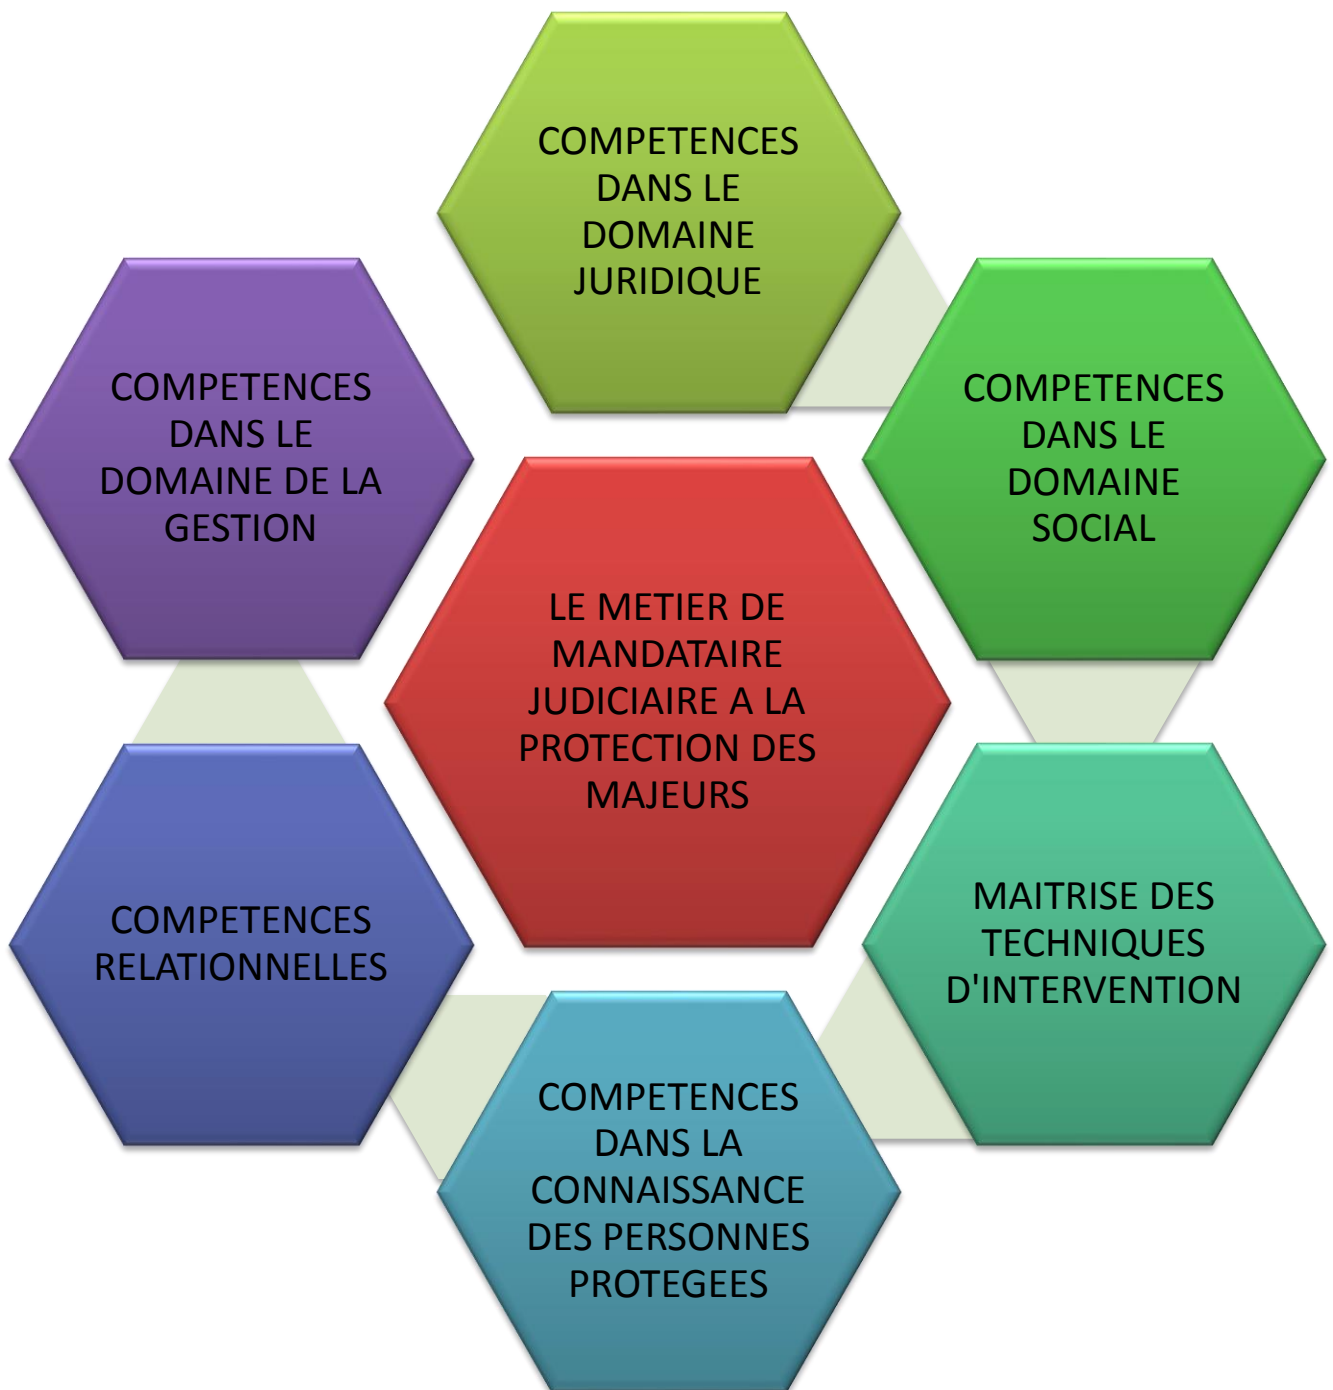 COMPETENCES
DANS LE
DOMAINE
JURIDIQUE
COMPETENCES
DANS LE
DOMAINE
SOCIAL
MAITRISE DES
TECHNIQUES
D'INTERVENTION
COMPETENCES
DANS LA
CONNAISSANCE
DES PERSONNES
PROTEGEES
COMPETENCES
RELATIONNELLES
COMPETENCES
DANS LE
DOMAINE DE LA
GESTION
LE METIER DE
MANDATAIRE
JUDICIAIRE A LA
PROTECTION DES
MAJEURS